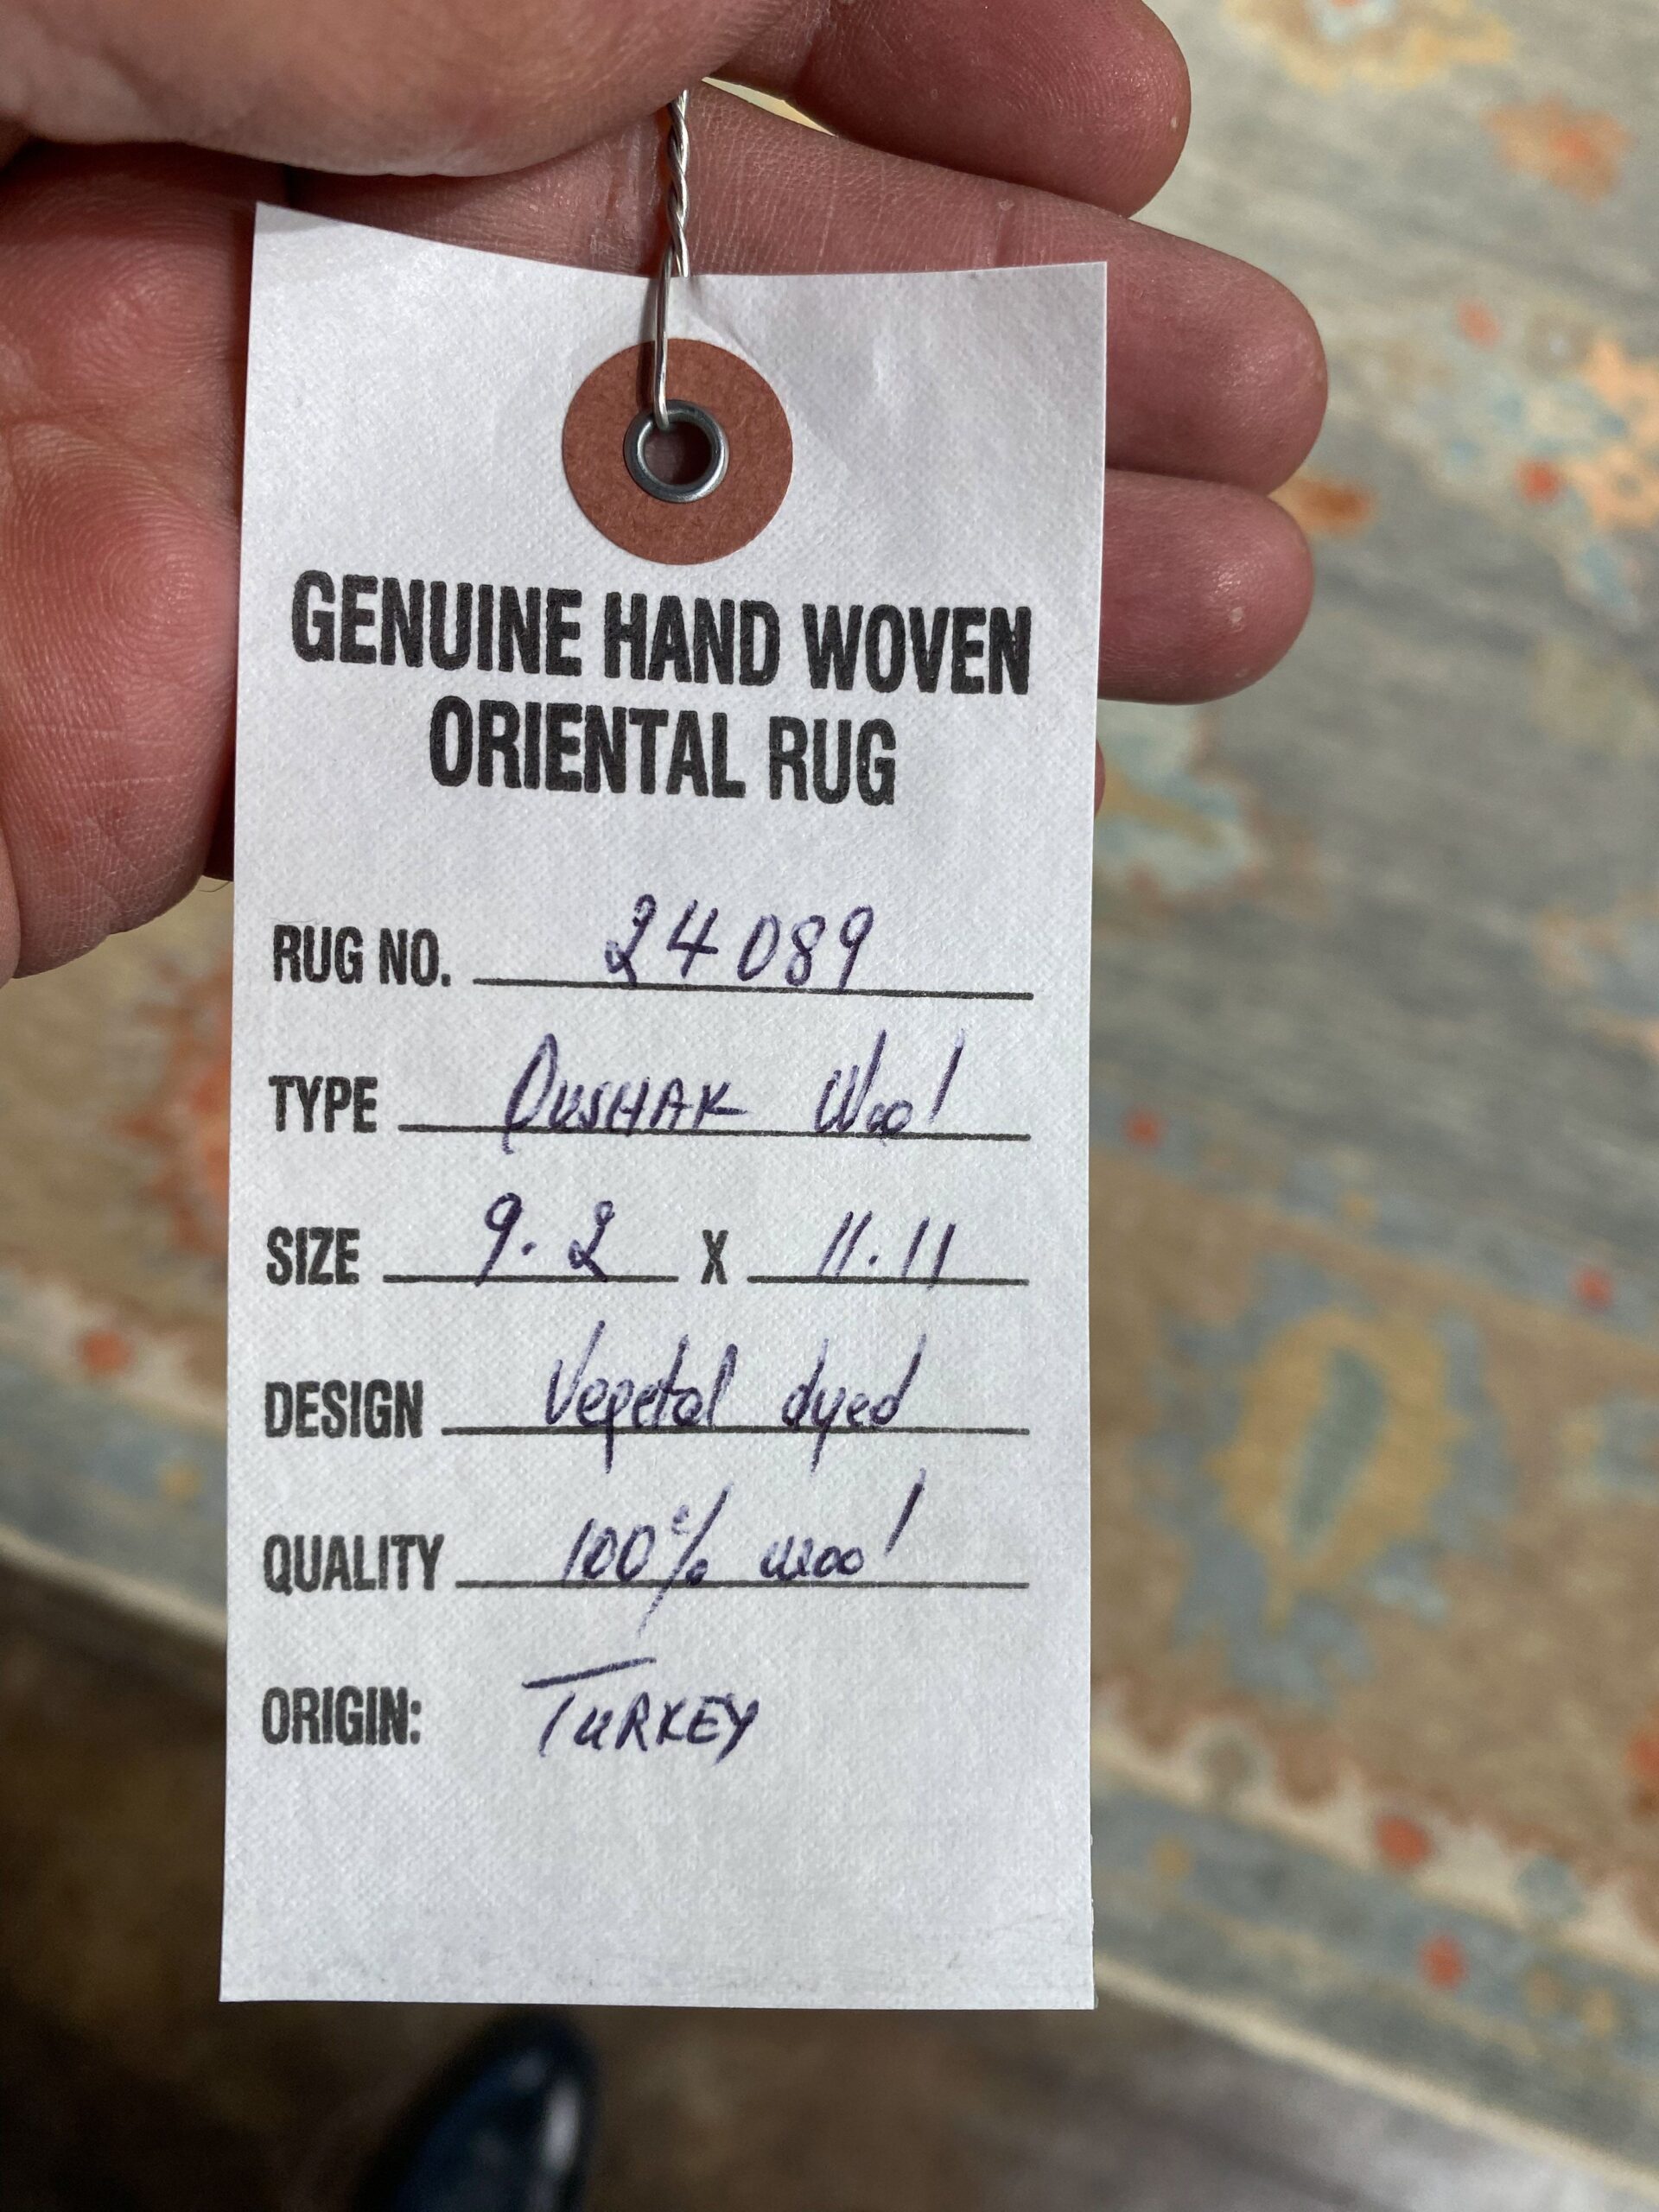 GENUINE HAND WOVEN
ORIENTAL RUG
RUG NO. 24089
TYPE OUSHAK Wool
SIZE 9.2 X 11.11
DESIGN Vegetal dyed
QUALITY 100% wool
ORIGIN: TURKEY